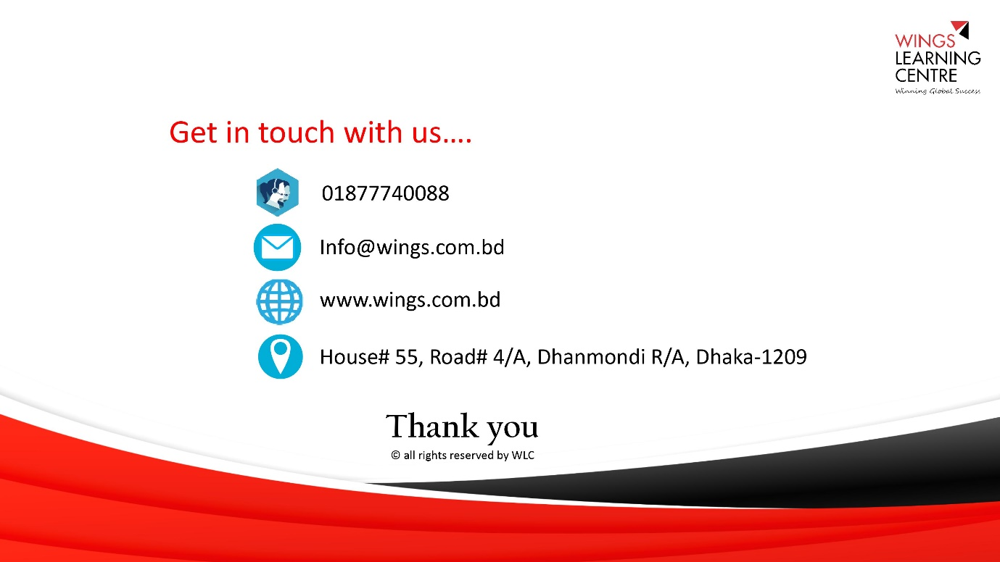 WINGS
LEARNING
CENTRE
Winning Global Success
Get in touch with us....
01877740088
Info@wings.com.bd
www.wings.com.bd
House# 55, Road# 4/A, Dhanmondi R/A, Dhaka-1209
Thank you
© all rights reserved by WLC